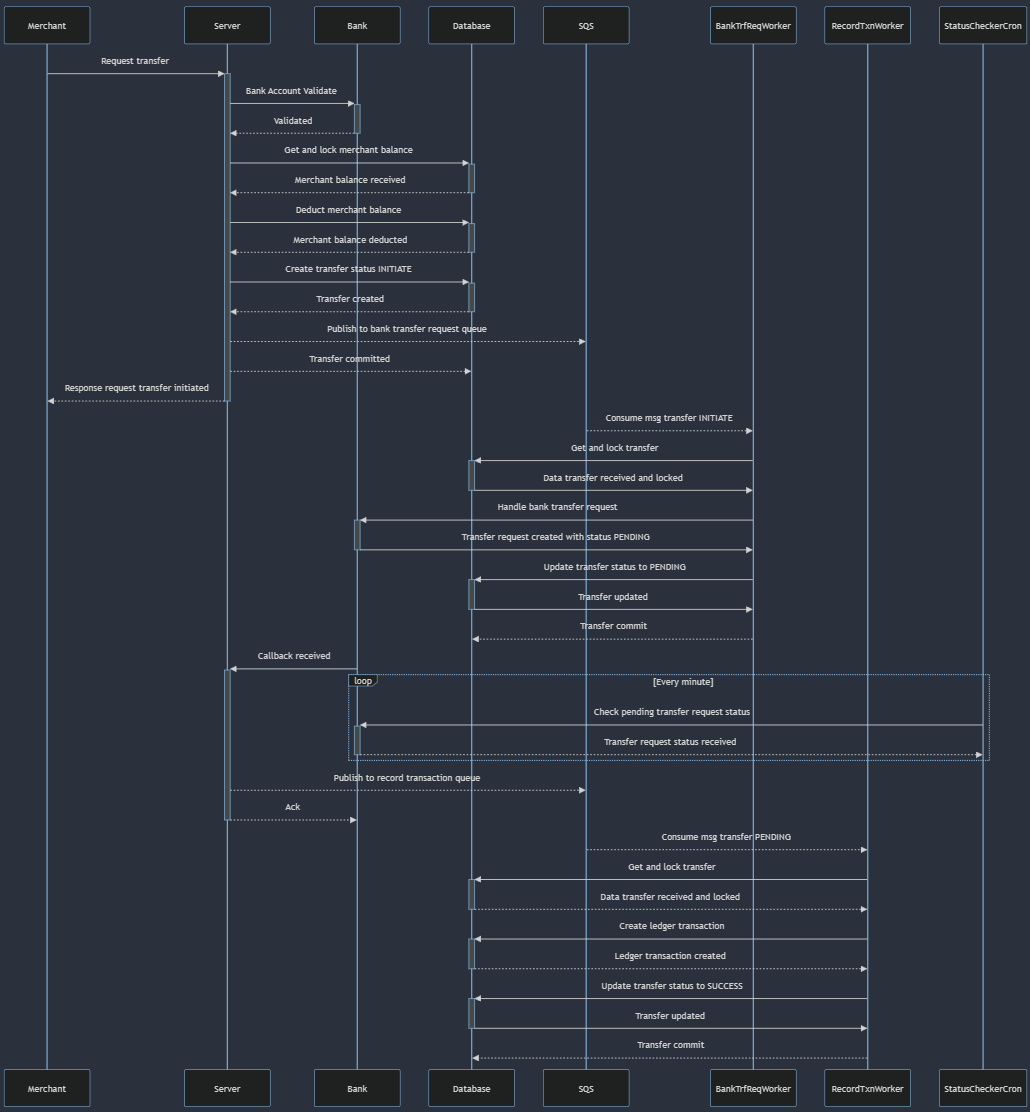 Merchant
Server
Bank
Database
SQS
BankTrfReqWorker
RecordTxnWorker
StatusCheckerCron
Request transfer
Bank Account Validate
Validated
Get and lock merchant balance
Merchant balance received
Deduct merchant balance
Merchant balance deducted
Create transfer status INITIATE
Transfer created
Publish to bank transfer request queue
Transfer committed
Response request transfer initiated
Consume msg transfer INITIATE
Get and lock transfer
Data transfer received and locked
Handle bank transfer request
Transfer request created with status PENDING
Update transfer status to PENDING
Transfer updated
Transfer commit
Callback received
loop
[Every minute]
Check pending transfer request status
Transfer request status received
Publish to record transaction queue
Ack
Consume msg transfer PENDING
Get and lock transfer
Data transfer received and locked
Create ledger transaction
Ledger transaction created
Update transfer status to SUCCESS
Transfer updated
Transfer commit
Merchant
Server
Bank
Database
SQS
BankTrfReqWorker
RecordTxnWorker
StatusCheckerCron